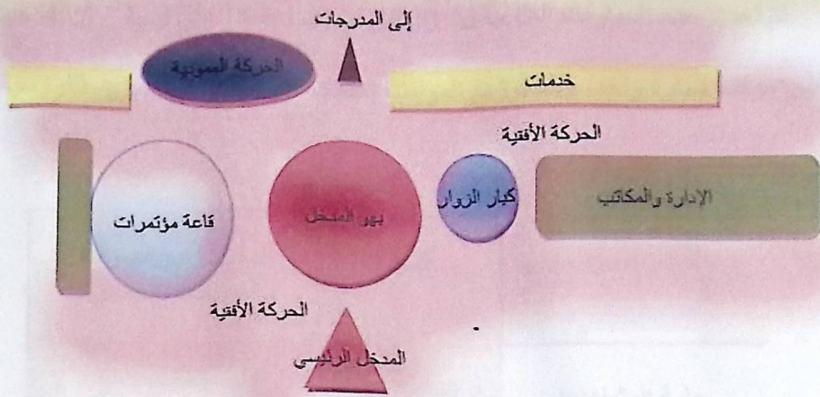 إلى المدرجات
الحركة العمودية
خدمات
الحركة الأفقية
الإدارة والمكاتب
كبار الزوار
بهو المدخل
قاعة مؤتمرات
الحركة الأفقية
المدخل الرئيسي